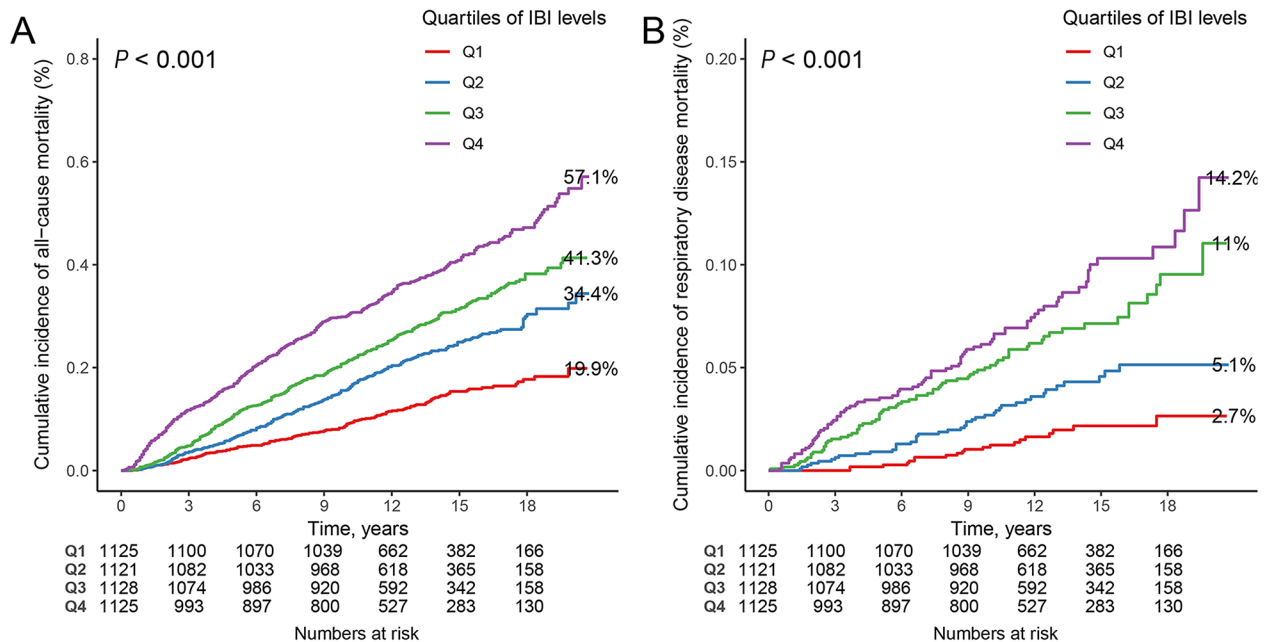 A
Quartiles of IBI levels
P < 0.001
Q1
Q2
Q3
Q4
Cumulative incidence of all−cause mortality (%)
0.8
0.6
0.4
0.2
0.0
57.1%
41.3%
34.4%
19.9%
0 3 6 9 12 15 18
Time, years
Q1 1125 1100 1070 1039 662 382 166
Q2 1121 1082 1033 968 618 365 158
Q3 1128 1074 986 920 592 342 158
Q4 1125 993 897 800 527 283 130
Numbers at risk
B
Quartiles of IBI levels
P < 0.001
Q1
Q2
Q3
Q4
Cumulative incidence of respiratory disease mortality (%)
0.20
0.15
0.10
0.05
0.00
14.2%
11%
5.1%
2.7%
0 3 6 9 12 15 18
Time, years
Q1 1125 1100 1070 1039 662 382 166
Q2 1121 1082 1033 968 618 365 158
Q3 1128 1074 986 920 592 342 158
Q4 1125 993 897 800 527 283 130
Numbers at risk